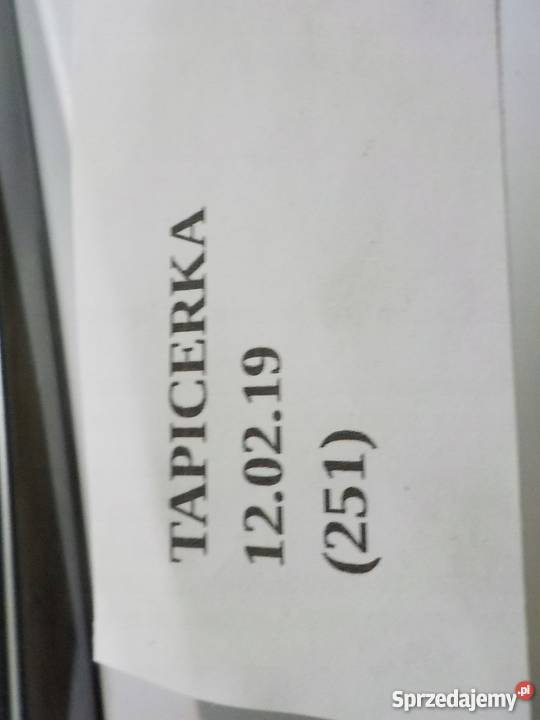 TAPICERKA
12.02.19
(251)
Sprzedajemy.pl